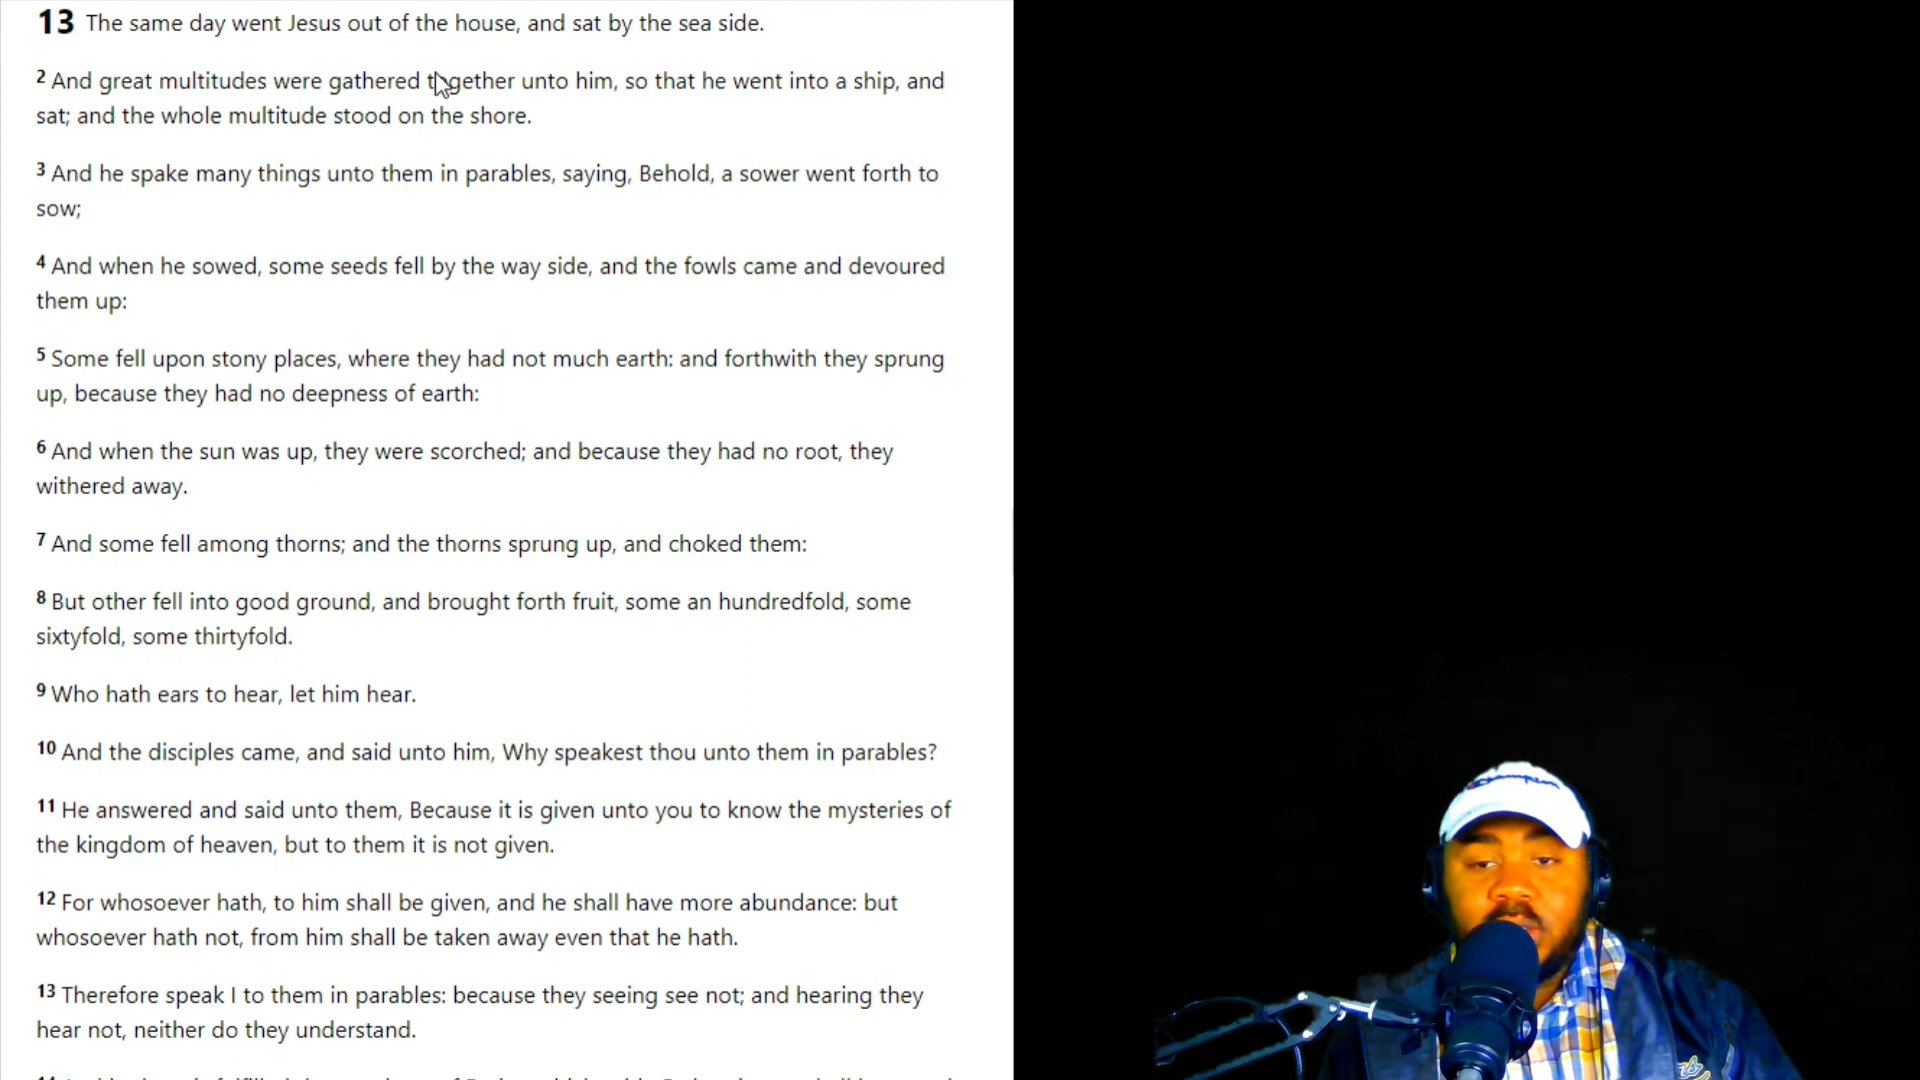 13 The same day went Jesus out of the house, and sat by the sea side.
2 And great multitudes were gathered together unto him, so that he went into a ship, and
sat; and the whole multitude stood on the shore.
3 And he spake many things unto them in parables, saying, Behold, a sower went forth to
sow;
4 And when he sowed, some seeds fell by the way side, and the fowls came and devoured
them up:
5 Some fell upon stony places, where they had not much earth: and forthwith they sprung
up, because they had no deepness of earth:
6 And when the sun was up, they were scorched; and because they had no root, they
withered away.
7 And some fell among thorns; and the thorns sprung up, and choked them:
8 But other fell into good ground, and brought forth fruit, some an hundredfold, some
sixtyfold, some thirtyfold.
9 Who hath ears to hear, let him hear.
10 And the disciples came, and said unto him, Why speakest thou unto them in parables?
11 He answered and said unto them, Because it is given unto you to know the mysteries of
the kingdom of heaven, but to them it is not given.
12 For whosoever hath, to him shall be given, and he shall have more abundance: but
whosoever hath not, from him shall be taken away even that he hath.
13 Therefore speak I to them in parables: because they seeing see not; and hearing they
hear not, neither do they understand.
Champion